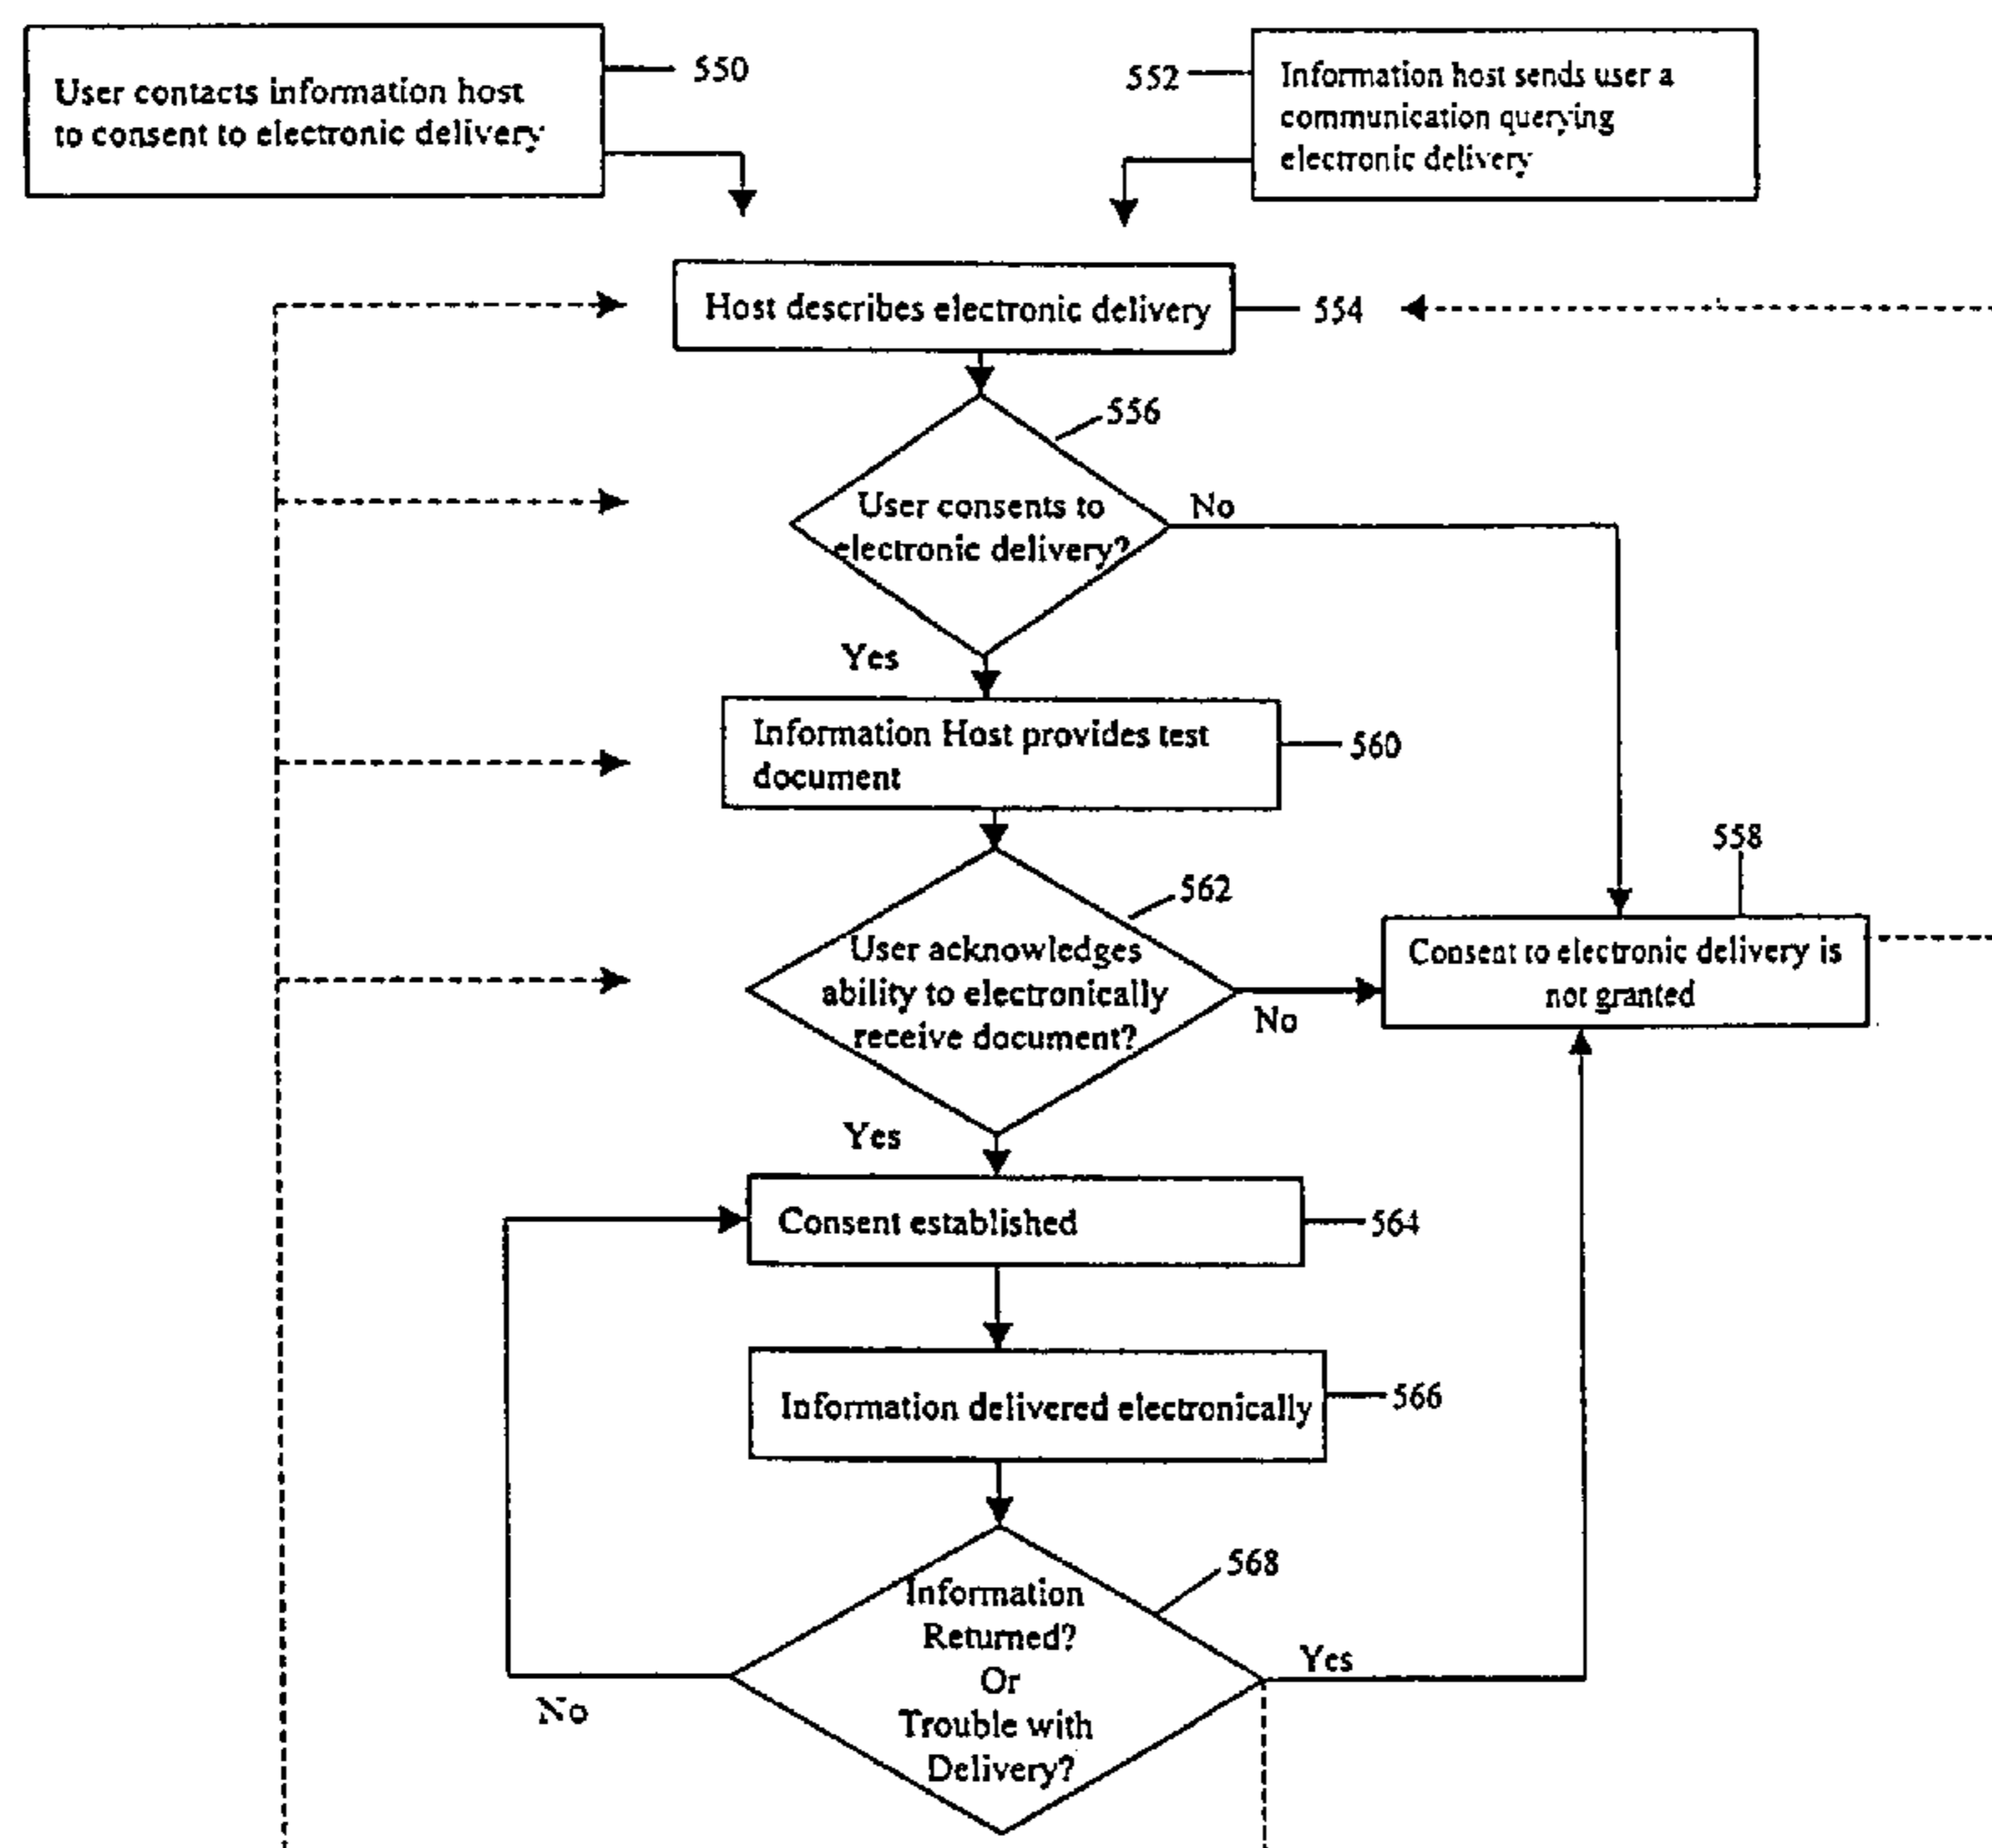 User contacts information host
to consent to electronic delivery
550
552
Information host sends user a
communication querying
electronic delivery
Host describes electronic delivery
554
556
User consents to
electronic delivery?
No
Yes
Information Host provides test
document
560
558
562
User acknowledges
ability to electronically
receive document?
No
Consent to electronic delivery is
not granted
Yes
Consent established
564
Information delivered electronically
566
568
Information
Returned?
Or
Trouble with
Delivery?
Yes
No